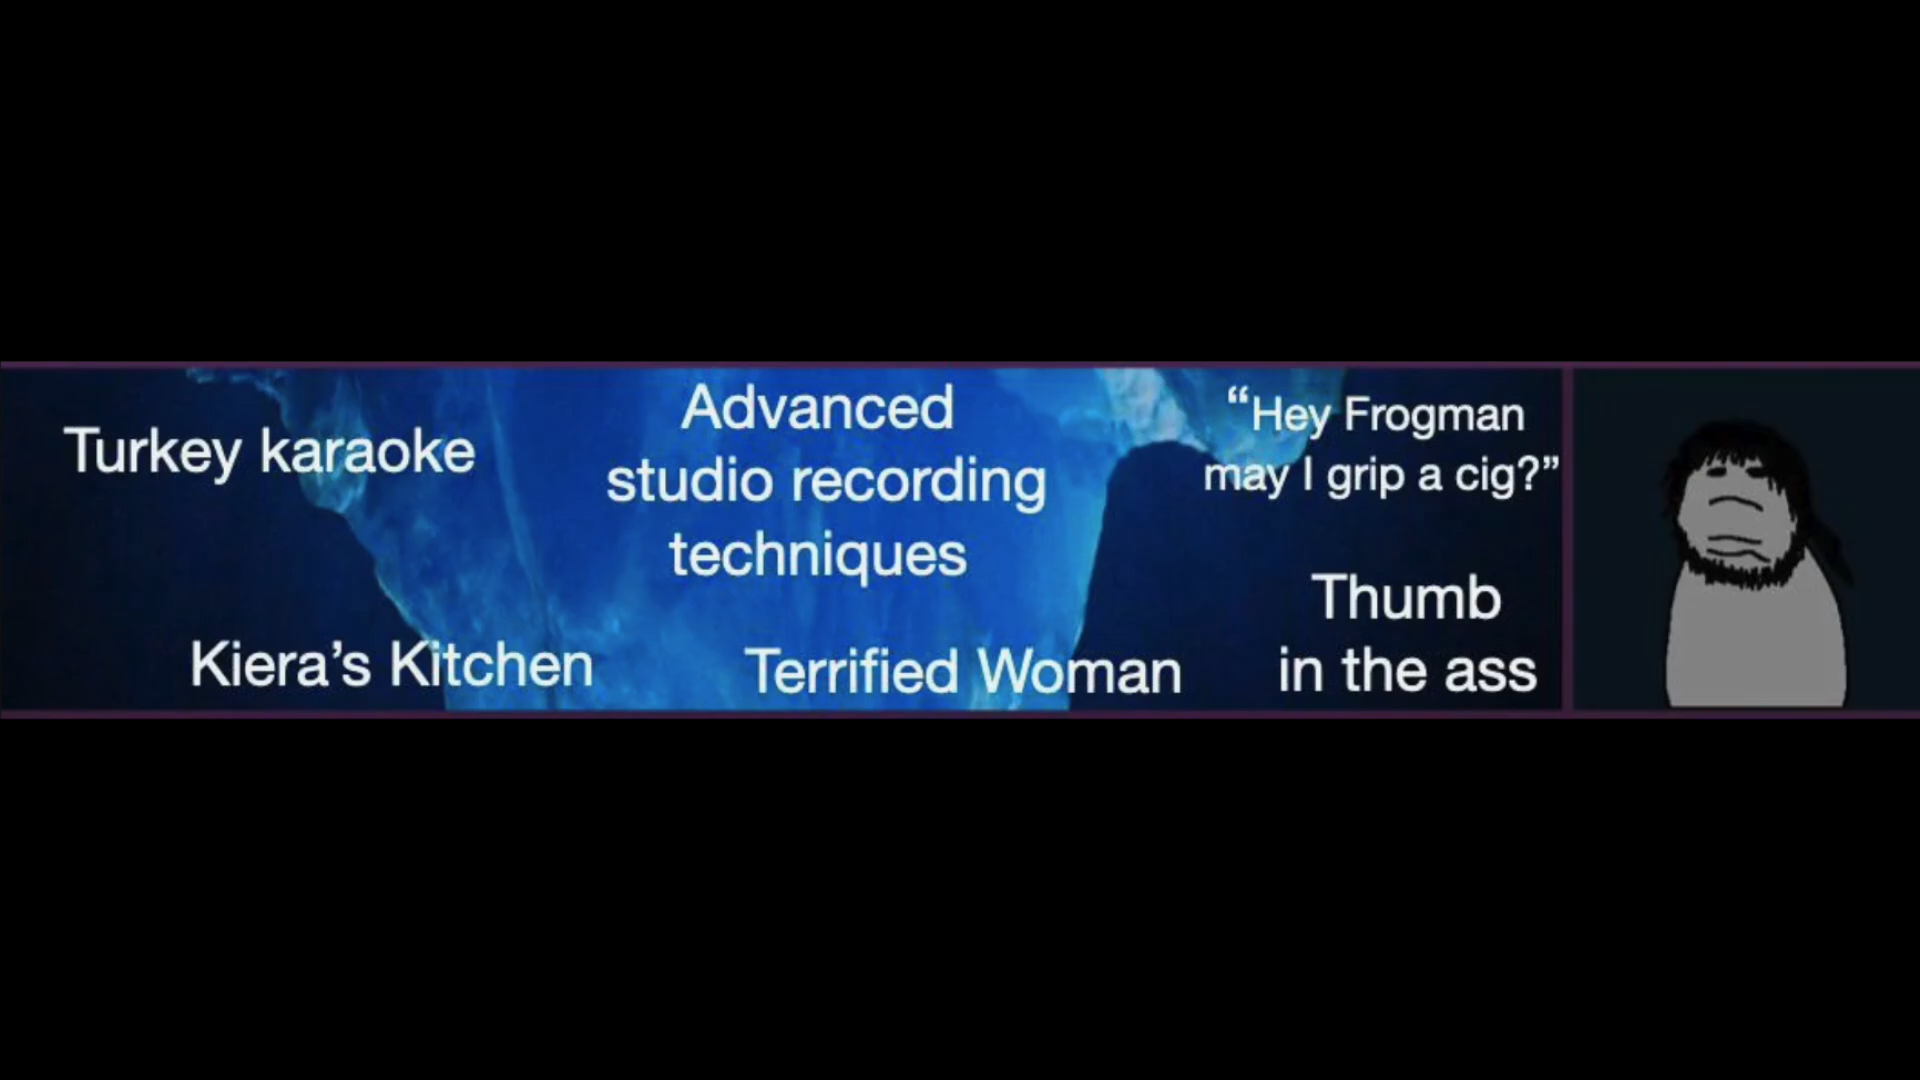 Turkey karaoke
Advanced
studio recording
techniques
“Hey Frogman
may I grip a cig?”
Kiera’s Kitchen
Terrified Woman
Thumb
in the ass